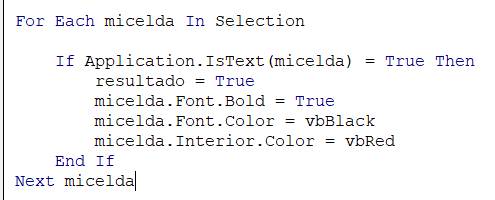 For Each micelda In Selection
If Application.IsText(micelda) = True Then
resultado = True
micelda.Font.Bold = True
micelda.Font.Color = vbBlack
micelda.Interior.Color = vbRed
End If
Next micelda